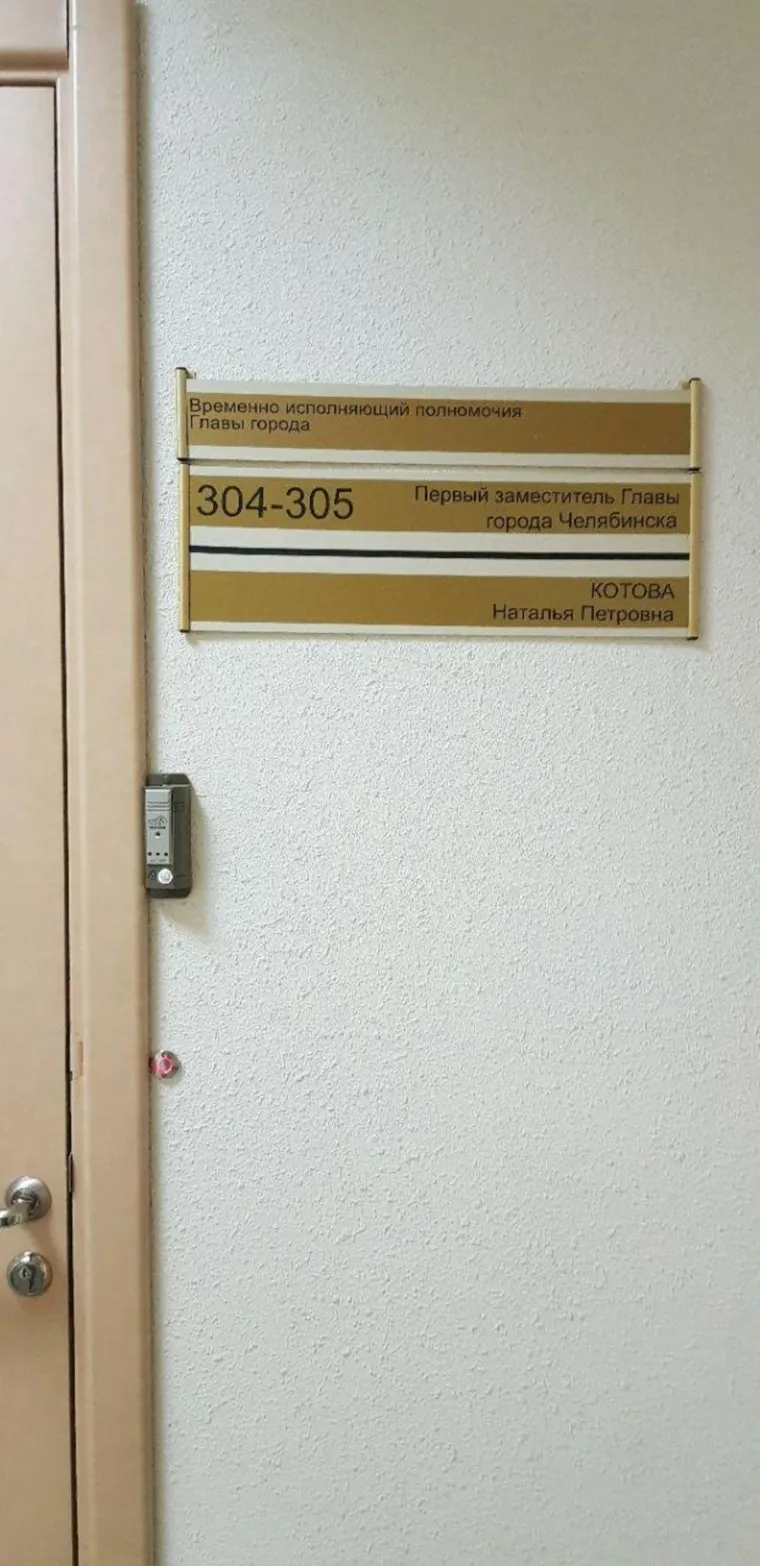 Временно исполняющий полномочия
Главы города
304-305
Первый заместитель Главы
города Челябинска
КОТОВА
Наталья Петровна